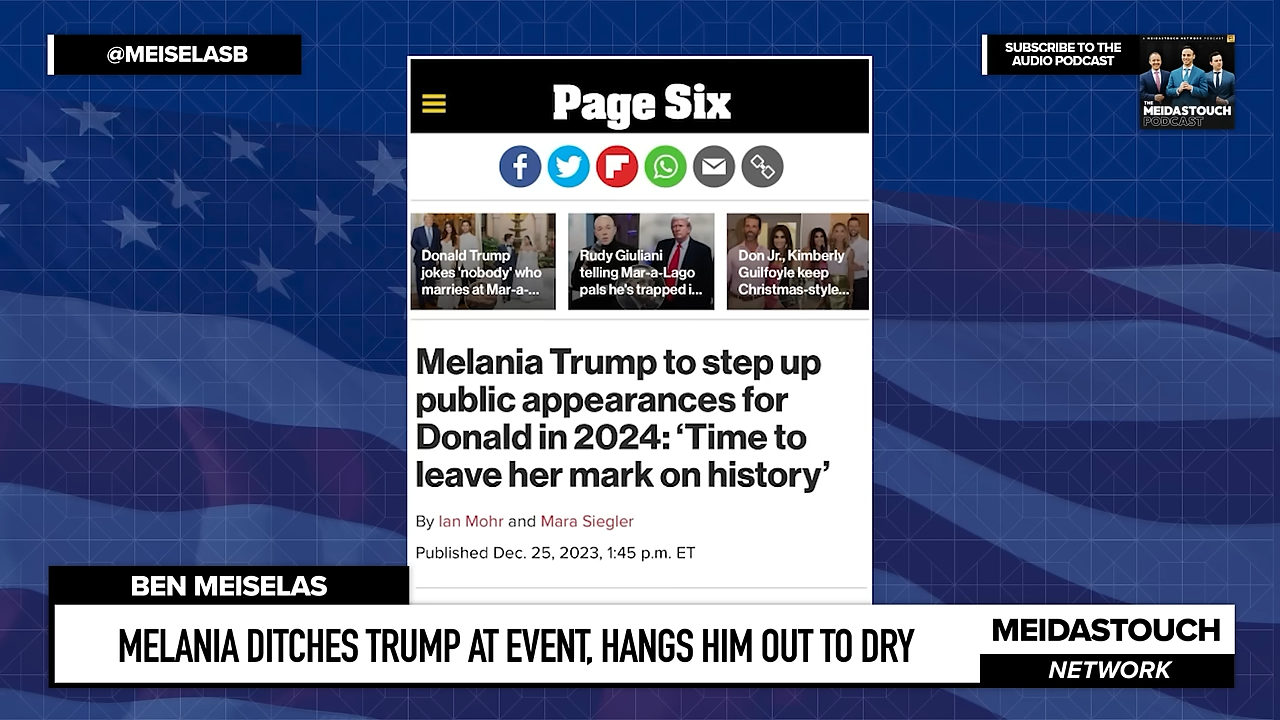 @MEISELASB
SUBSCRIBE TO THE
AUDIO PODCAST
A MEIDASTOUCH NETWORK PODCAST
THE
MEIDASTOUCH
PODCAST
Page Six
Donald Trump
jokes 'nobody' who
marries at Mar-a-...
Rudy Giuliani
telling Mar-a-Lago
pals he's trapped i...
Don Jr., Kimberly
Guilfoyle keep
Christmas-style...
Melania Trump to step up
public appearances for
Donald in 2024: ‘Time to
leave her mark on history’
By Ian Mohr and Mara Siegler
Published Dec. 25, 2023, 1:45 p.m. ET
BEN MEISELAS
MELANIA DITCHES TRUMP AT EVENT, HANGS HIM OUT TO DRY
MEIDASTOUCH
NETWORK